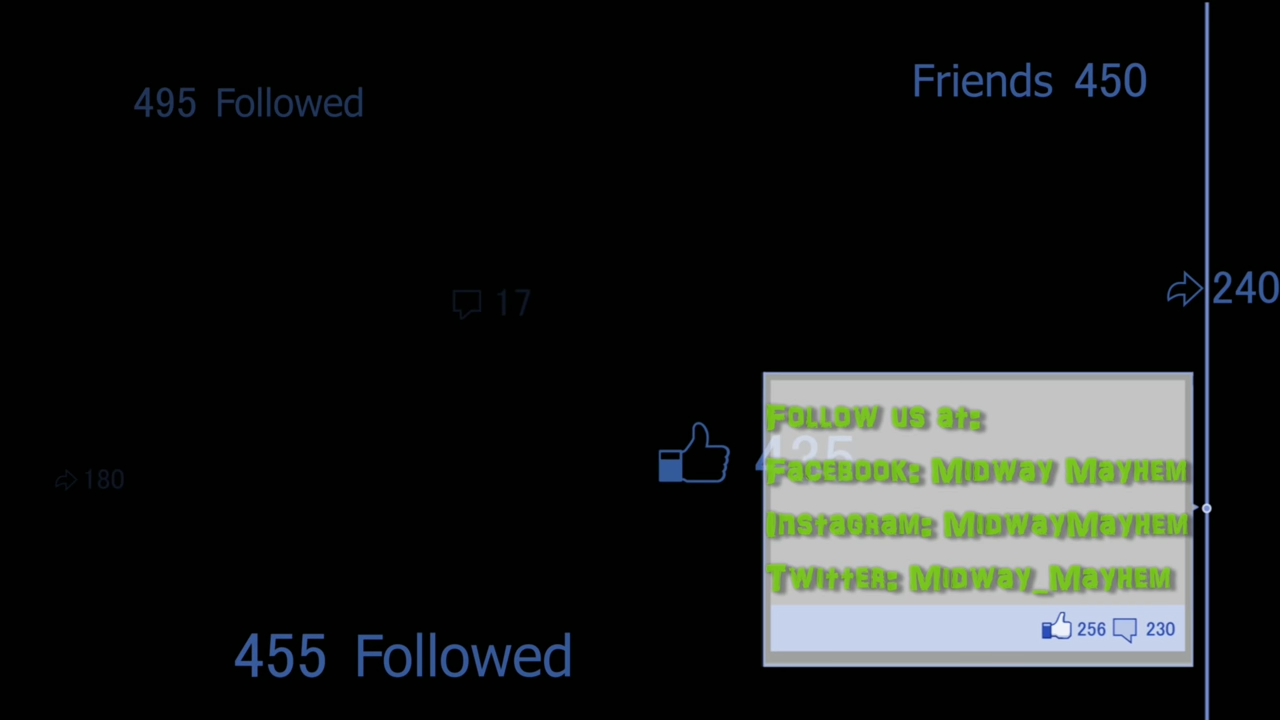 Friends 450
495 Followed
240
17
Follow us at:
425
Facebook: Midway Mayhem
180
Instagram: MidwayMayhem
Twitter: Midway_Mayhem
256 230
455 Followed